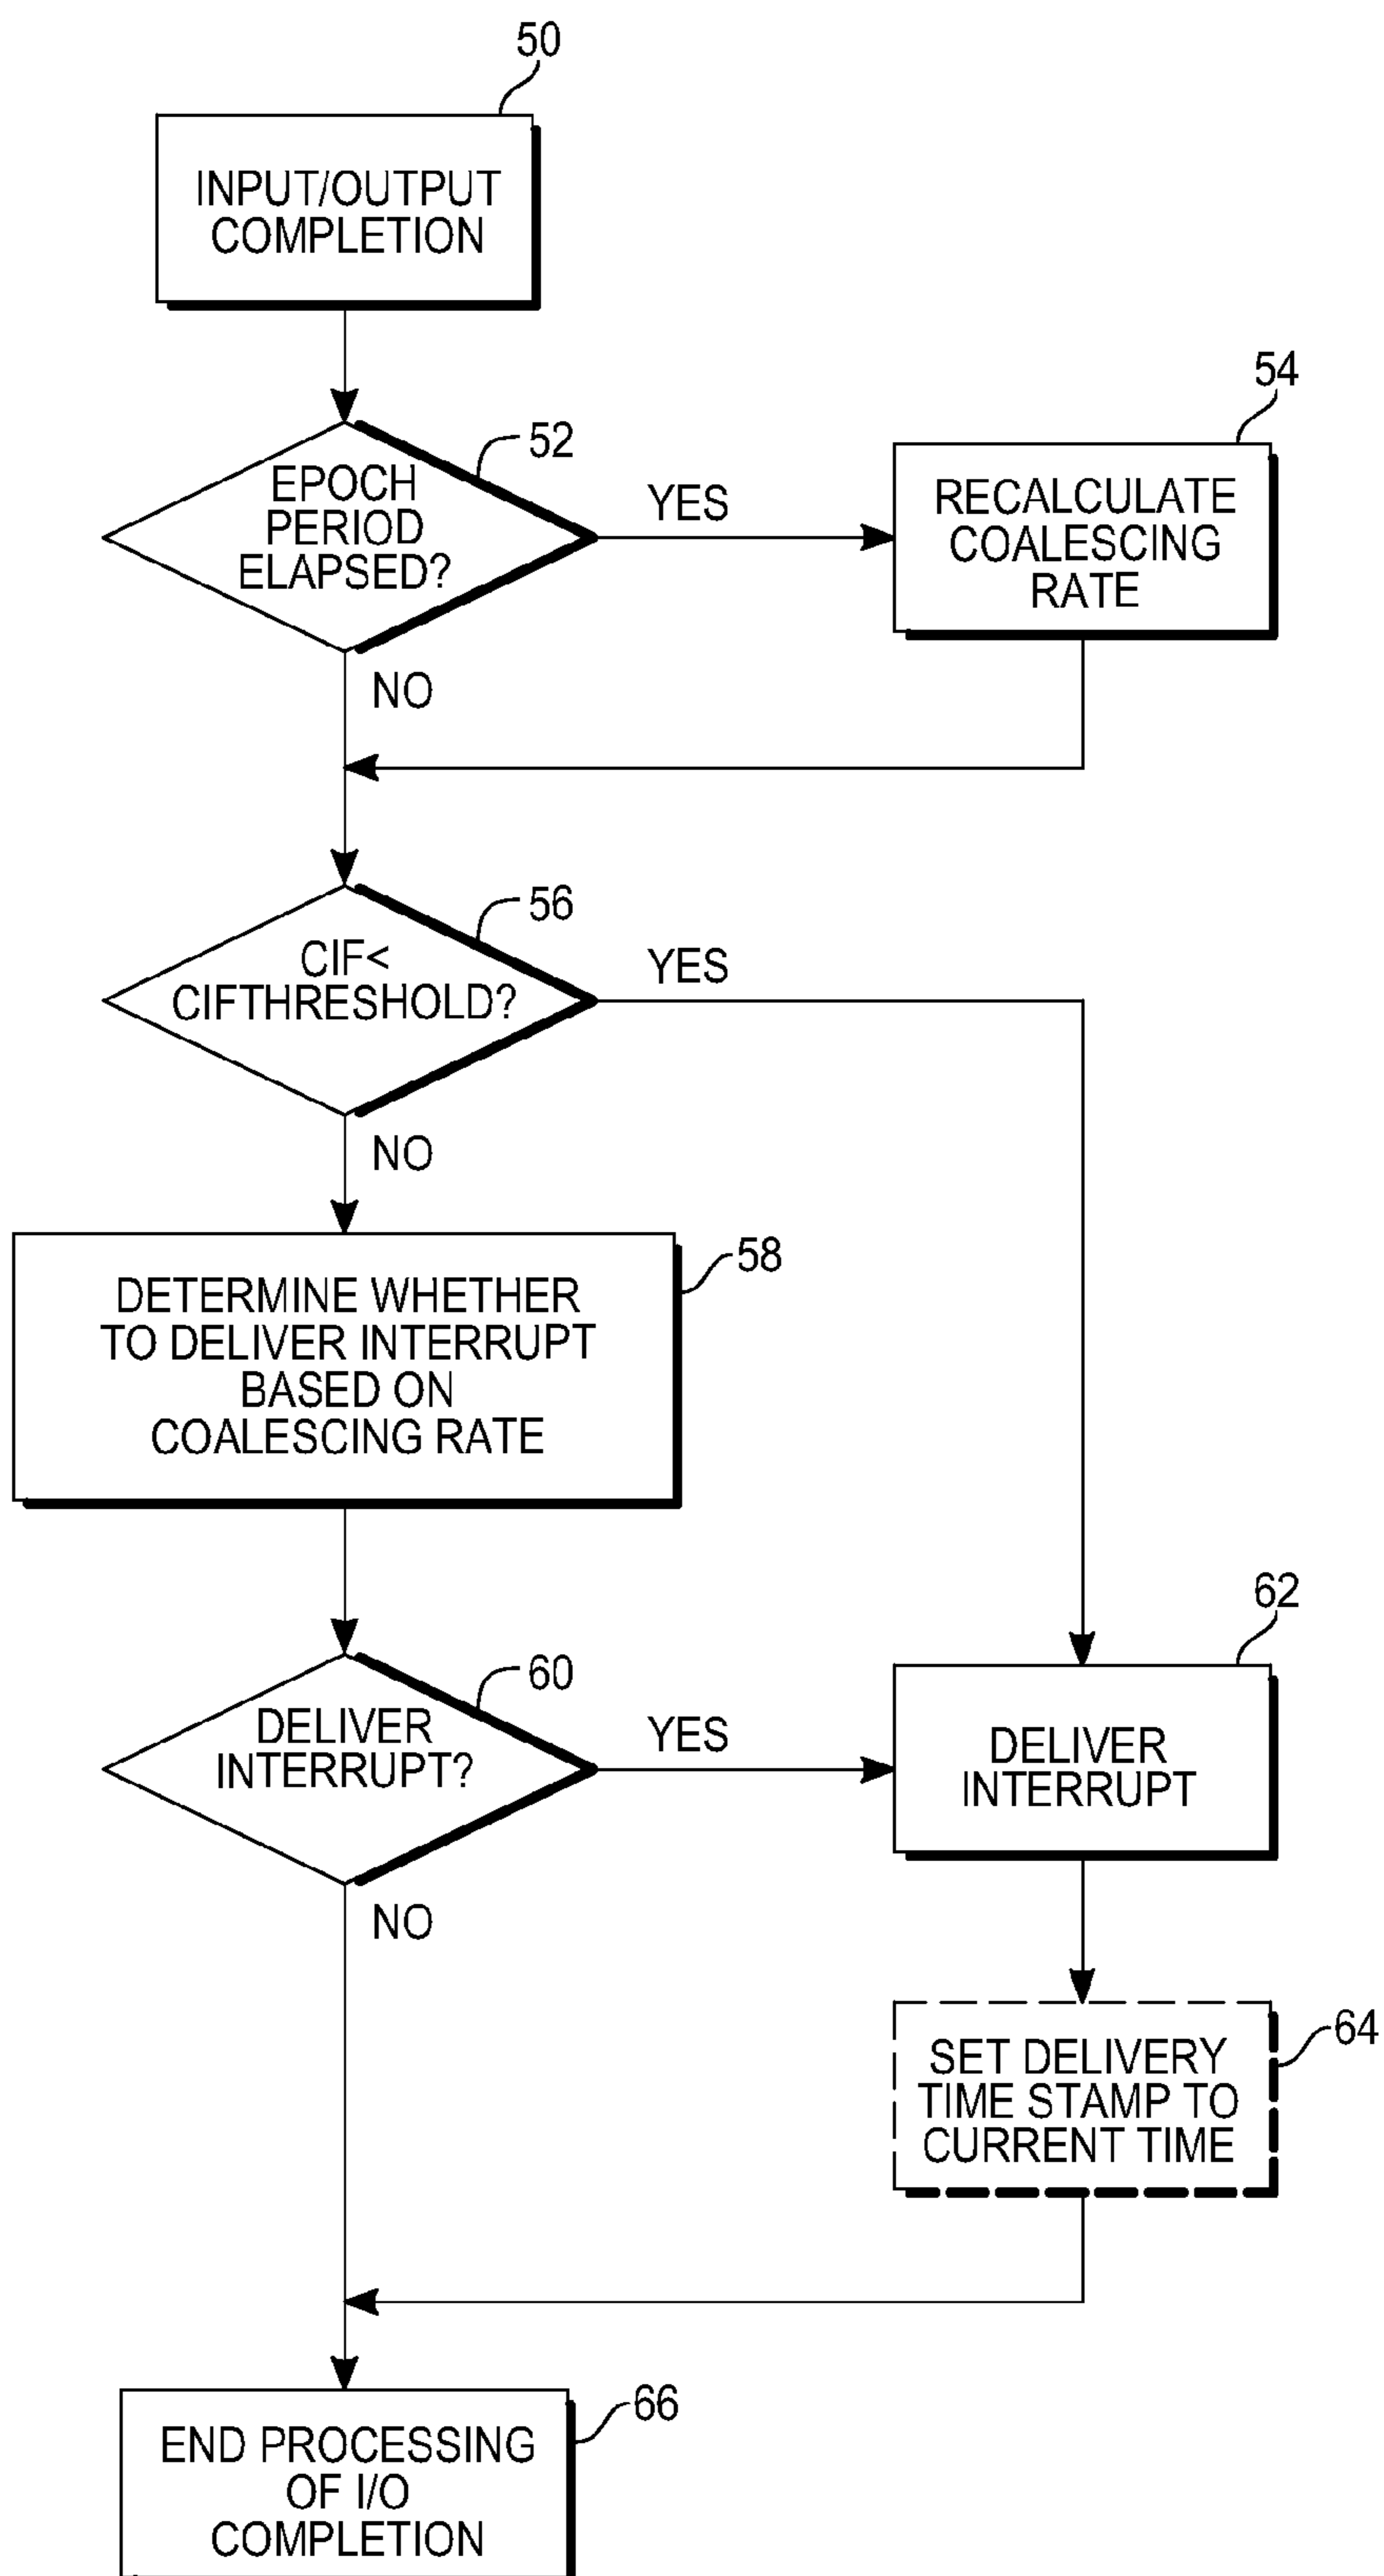 50
INPUT/OUTPUT
COMPLETION
52
EPOCH
PERIOD
ELAPSED?
YES
54
RECALCULATE
COALESCING
RATE
NO
56
CIF<
CIFTHRESHOLD?
YES
NO
58
DETERMINE WHETHER
TO DELIVER INTERRUPT
BASED ON
COALESCING RATE
60
DELIVER
INTERRUPT?
YES
62
DELIVER
INTERRUPT
NO
64
SET DELIVERY
TIME STAMP TO
CURRENT TIME
66
END PROCESSING
OF I/O
COMPLETION